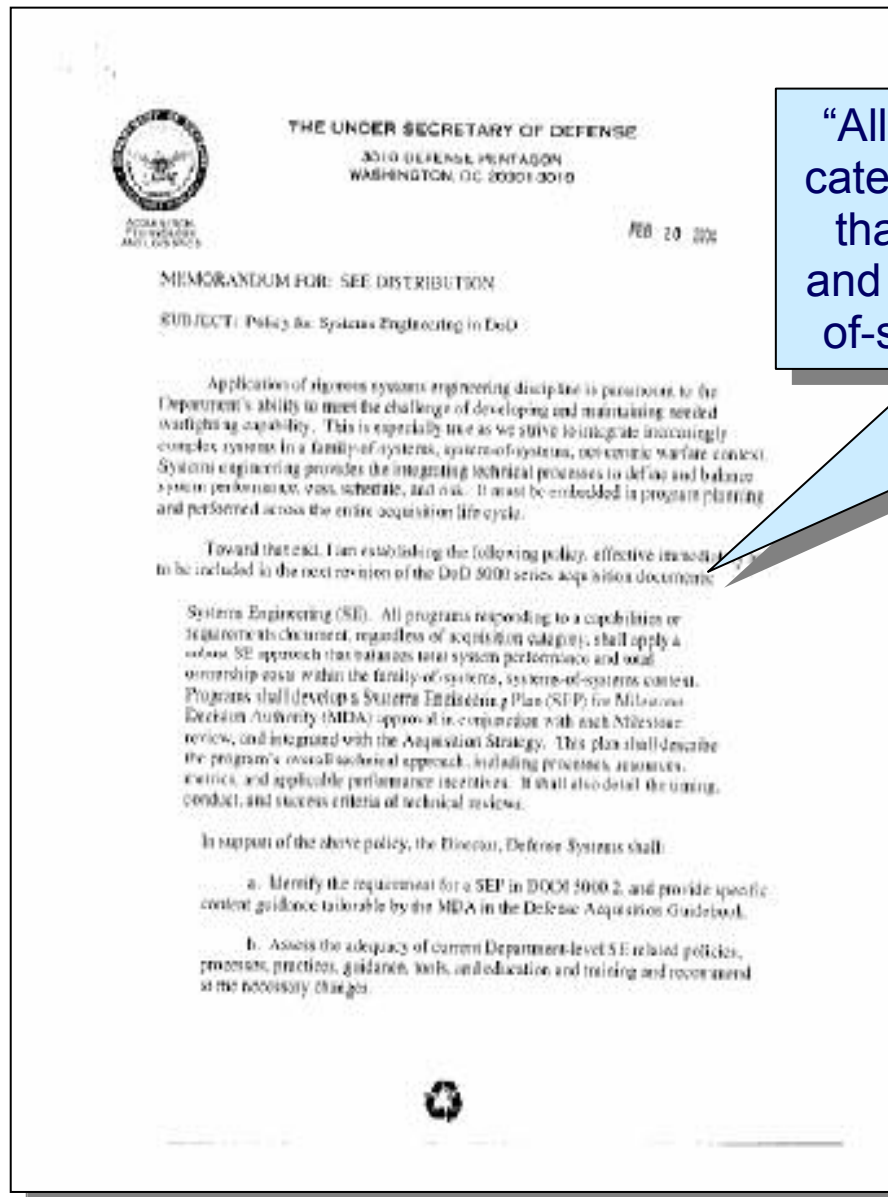 THE UNDER SECRETARY OF DEFENSE
3010 DEFENSE PENTAGON
WASHINGTON, DC 20301-3010
ACQUISITION,
TECHNOLOGY
AND LOGISTICS
FEB 20
MEMORANDUM FOR: SEE DISTRIBUTION
SUBJECT: Policy for Systems Engineering in DoD
Application of rigorous systems engineering discipline is paramount to the
Department's ability to meet the challenge of developing and maintaining needed
warfighting capability. This is especially true as we strive to integrate increasingly
complex systems in a family-of-systems, system-of-systems, net-centric warfare context.
Systems engineering provides the integrating technical processes to define and balance
system performance, cost, schedule, and risk. It must be embedded in program planning
and performed across the entire acquisition life cycle.
Toward that end, I am establishing the following policy, effective
to be included in the next revision of the DoD 5000 series acquisition documents:
Systems Engineering (SE). All programs responding to a capabilities or
requirements document, regardless of acquisition category, shall apply a
robust SE approach that balances total system performance and total
ownership costs within the family-of-systems, systems-of-systems context.
Programs shall develop a Systems Engineering Plan (SEP) for Milestone
Decision Authority (MDA) approval in conjunction with each Milestone
review, and integrated with the Acquisition Strategy. This plan shall describe
the program's overall technical approach, including processes, resources,
metrics, and applicable performance incentives. It shall also detail the timing,
conduct, and success criteria of technical reviews.
In support of the above policy, the Director, Defense Systems shall:
a. Identify the requirement for a SEP in DODI 5000.2, and provide specific
content guidance tailorable by the MDA in the Defense Acquisition Guidebook.
b. Assess the adequacy of current Department-level SE related policies,
processes, practices, guidance, tools, and education and training and recommend
to me necessary changes.
“All
cate
tha
and
of-s